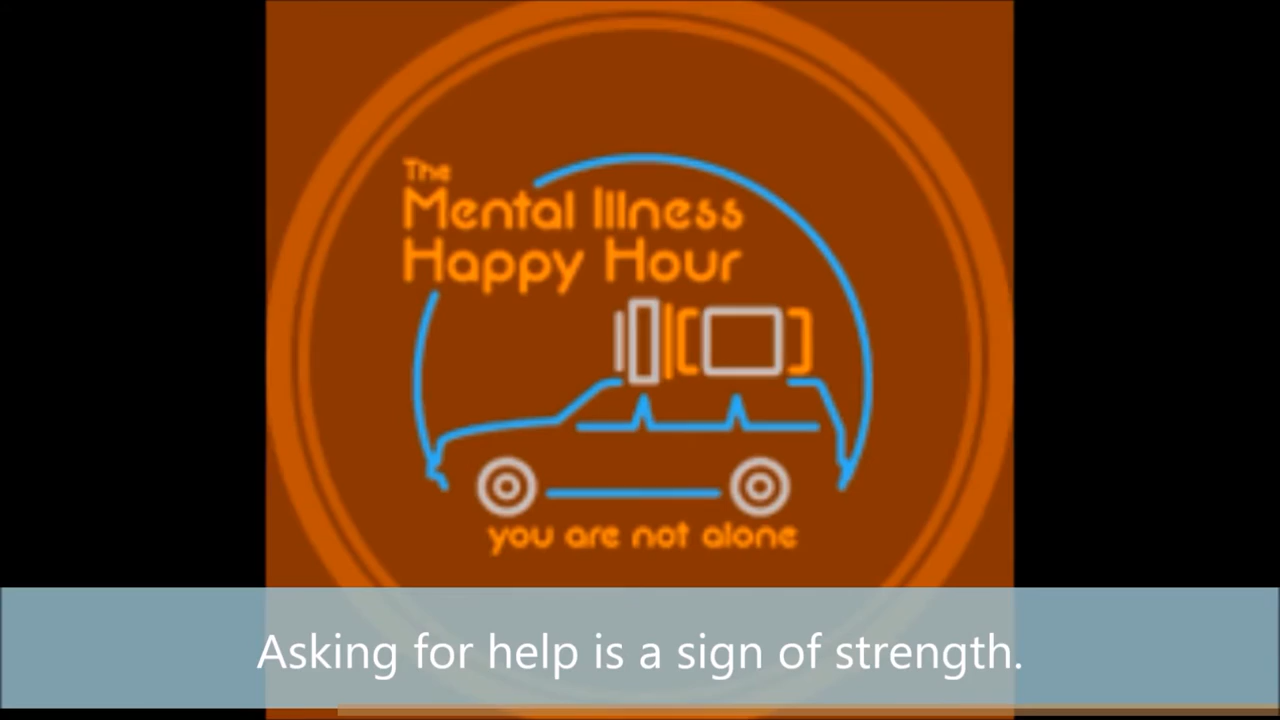 The
Mental Illness
Happy Hour
you are not alone
Asking for help is a sign of strength.